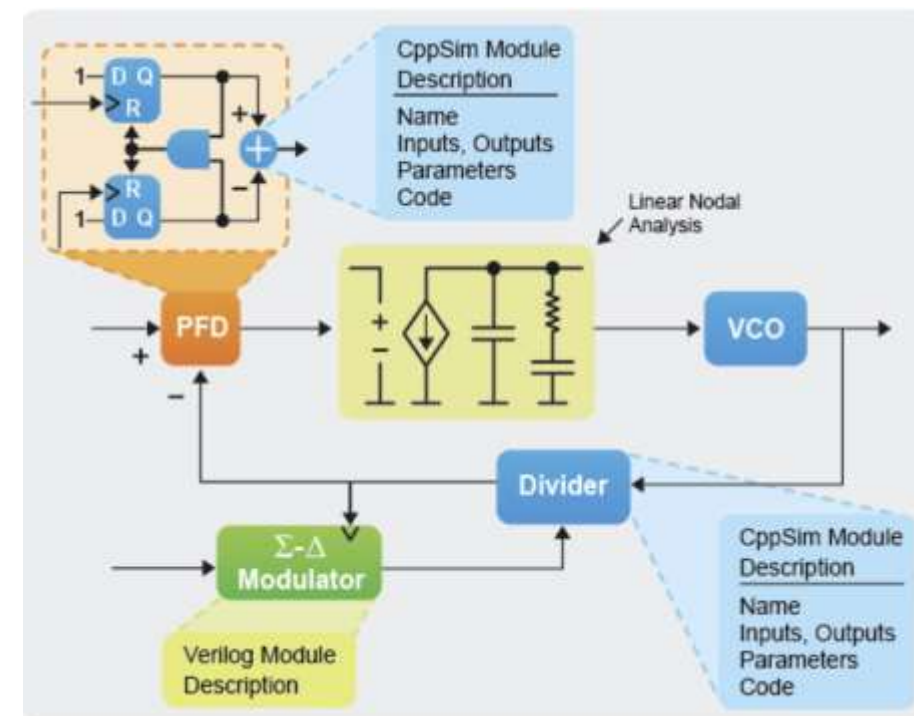 CppSim Module
Description
Name
Inputs, Outputs
Parameters
Code
1
D Q
R
+
+
−
R
1
D Q
Linear Nodal
Analysis
PFD
+
−
+
−
VCO
Divider
Σ-Δ
Modulator
Verilog Module
Description
CppSim Module
Description
Name
Inputs, Outputs
Parameters
Code